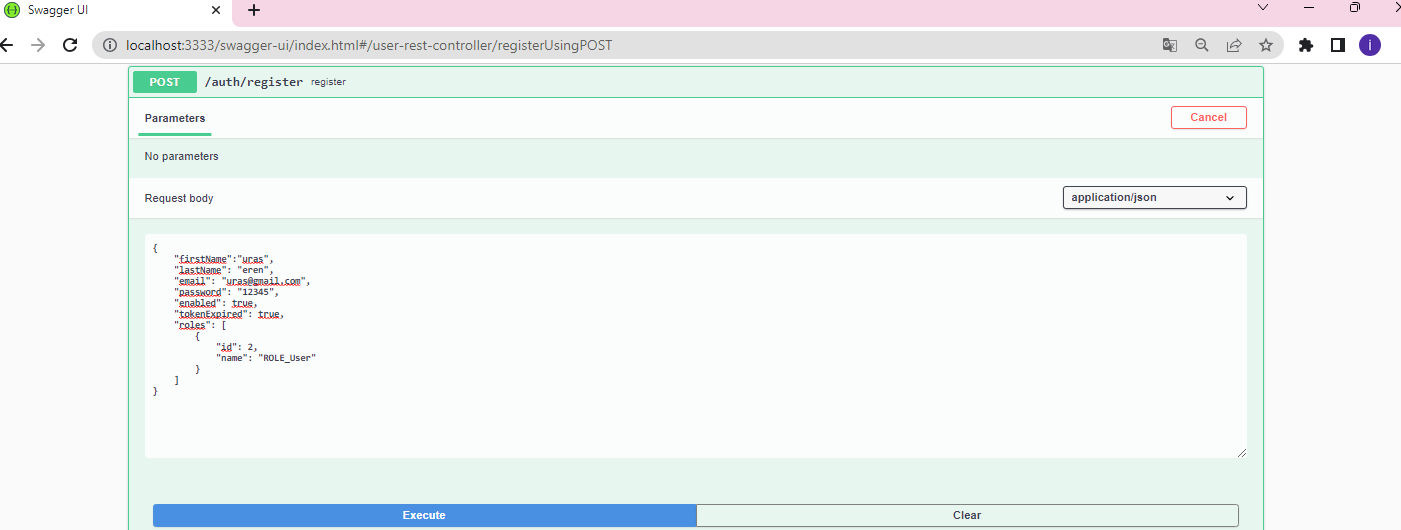 Swagger UI
localhost:3333/swagger-ui/index.html#/user-rest-controller/registerUsingPOST
i
POST /auth/register register
Parameters
Cancel
No parameters
Request body
application/json
{
"firstName":"uras",
"lastName": "eren",
"email": "uras@gmail.com",
"password": "12345",
"enabled": true,
"tokenExpired": true,
"roles": [
{
"id": 2,
"name": "ROLE_User"
}
]
}
Execute
Clear